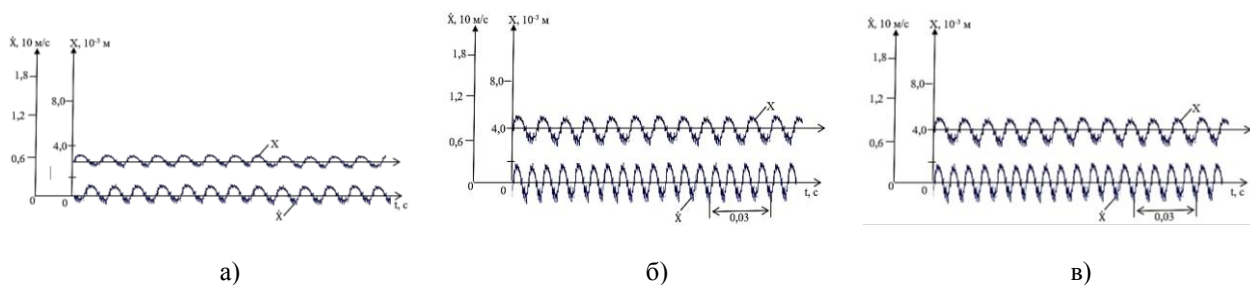 Ẋ, 10 м/с
X, 10⁻³ м
1,8
8,0
1,2
4,0
X
0,6
0
0
Ẋ
t, с
а)
Ẋ, 10 м/с
X, 10⁻³ м
1,8
8,0
1,2
X
4,0
0,6
0
0
Ẋ
0,03
t, с
б)
Ẋ, 10 м/с
X, 10⁻³ м
1,8
8,0
1,2
X
4,0
0,6
0
0
Ẋ
0,03
t, с
в)